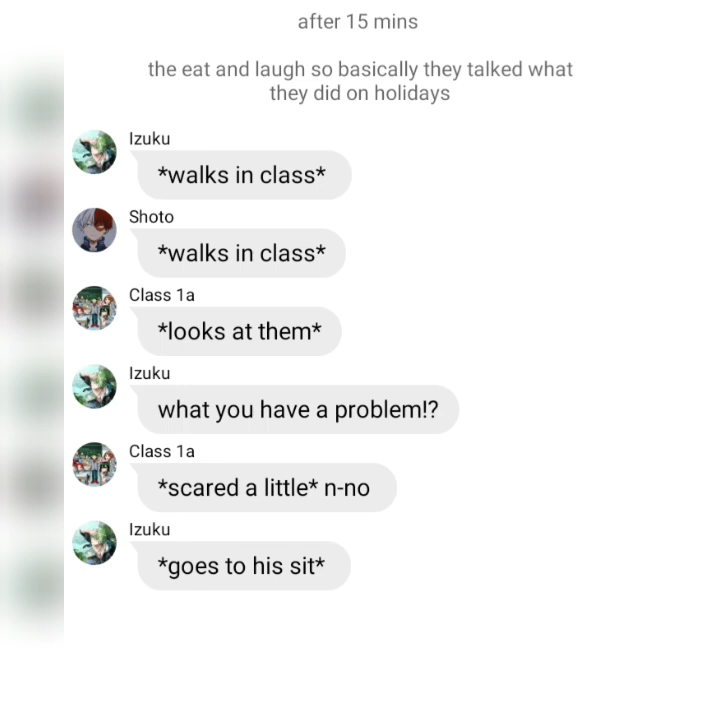 after 15 mins
the eat and laugh so basically they talked what
they did on holidays
Izuku
*walks in class*
Shoto
*walks in class*
Class 1a
*looks at them*
Izuku
what you have a problem!?
Class 1a
*scared a little* n-no
Izuku
*goes to his sit*